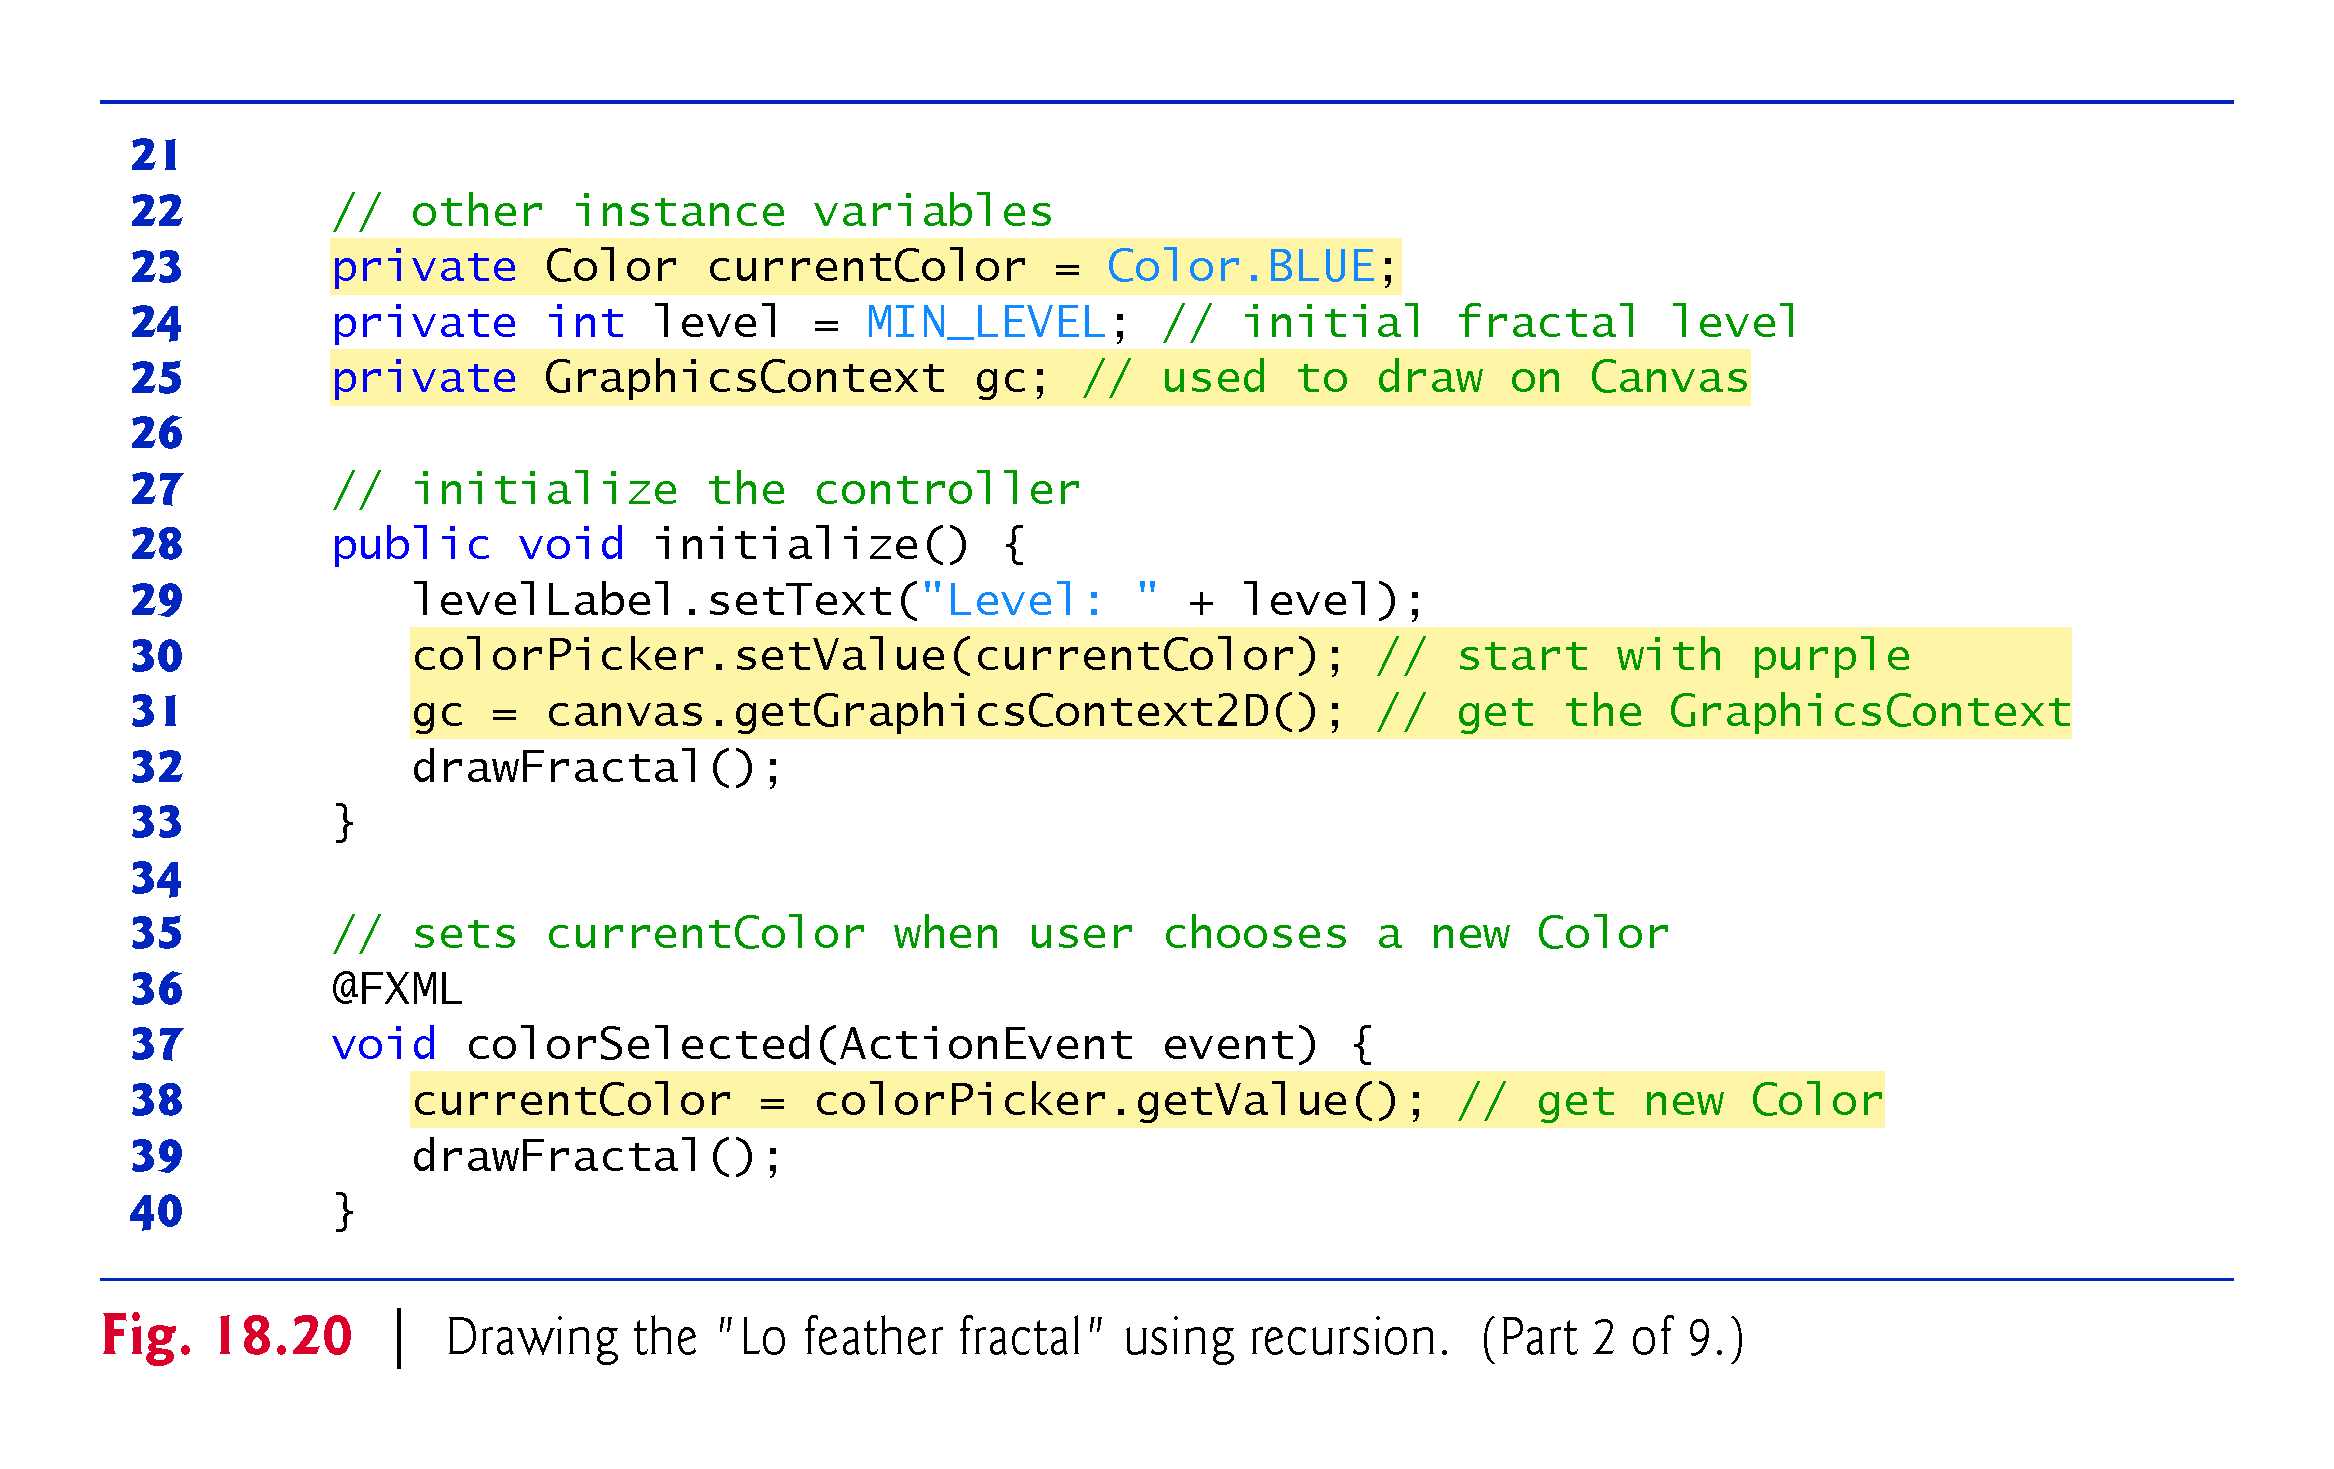 21
22 // other instance variables
23 private Color currentColor = Color.BLUE;
24 private int level = MIN_LEVEL; // initial fractal level
25 private GraphicsContext gc; // used to draw on Canvas
26
27 // initialize the controller
28 public void initialize() {
29 levelLabel.setText("Level: " + level);
30 colorPicker.setValue(currentColor); // start with purple
31 gc = canvas.getGraphicsContext2D(); // get the GraphicsContext
32 drawFractal();
33 }
34
35 // sets currentColor when user chooses a new Color
36 @FXML
37 void colorSelected(ActionEvent event) {
38 currentColor = colorPicker.getValue(); // get new Color
39 drawFractal();
40 }
Fig. 18.20 | Drawing the "Lo feather fractal" using recursion. (Part 2 of 9.)